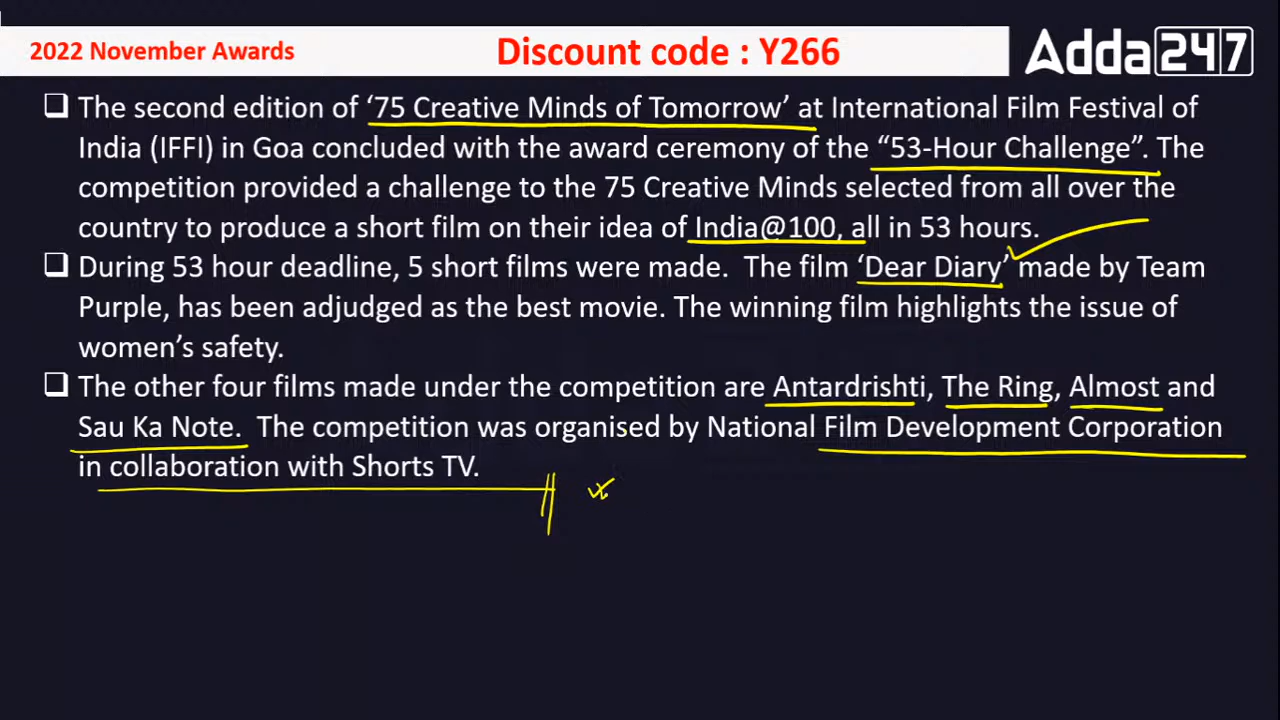 2022 November Awards
Discount code : Y266
Adda247
❑ The second edition of ‘75 Creative Minds of Tomorrow’ at International Film Festival of
India (IFFI) in Goa concluded with the award ceremony of the “53-Hour Challenge”. The
competition provided a challenge to the 75 Creative Minds selected from all over the
country to produce a short film on their idea of India@100, all in 53 hours.
❑ During 53 hour deadline, 5 short films were made. The film ‘Dear Diary’ made by Team
Purple, has been adjudged as the best movie. The winning film highlights the issue of
women’s safety.
❑ The other four films made under the competition are Antardrishti, The Ring, Almost and
Sau Ka Note. The competition was organised by National Film Development Corporation
in collaboration with Shorts TV.